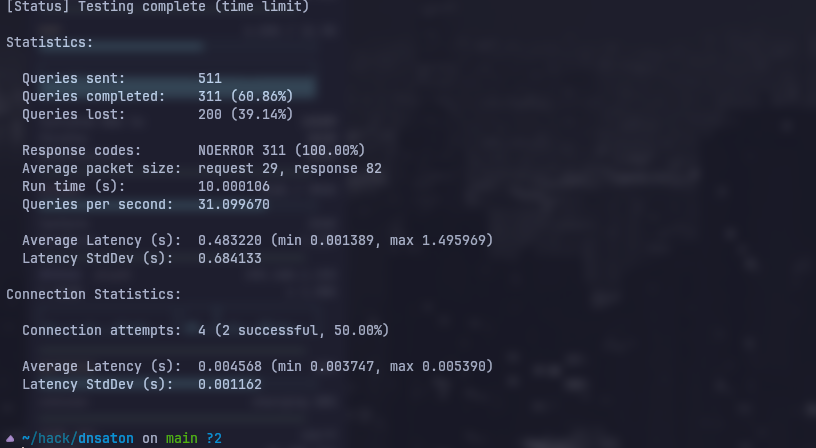 [Status] Testing complete (time limit)
Statistics:
Queries sent: 511
Queries completed: 311 (60.86%)
Queries lost: 200 (39.14%)
Response codes: NOERROR 311 (100.00%)
Average packet size: request 29, response 82
Run time (s): 10.000106
Queries per second: 31.099670
Average Latency (s): 0.483220 (min 0.001389, max 1.495969)
Latency StdDev (s): 0.684133
Connection Statistics:
Connection attempts: 4 (2 successful, 50.00%)
Average Latency (s): 0.004568 (min 0.003747, max 0.005390)
Latency StdDev (s): 0.001162
~/hack/dnsaton on main ?2